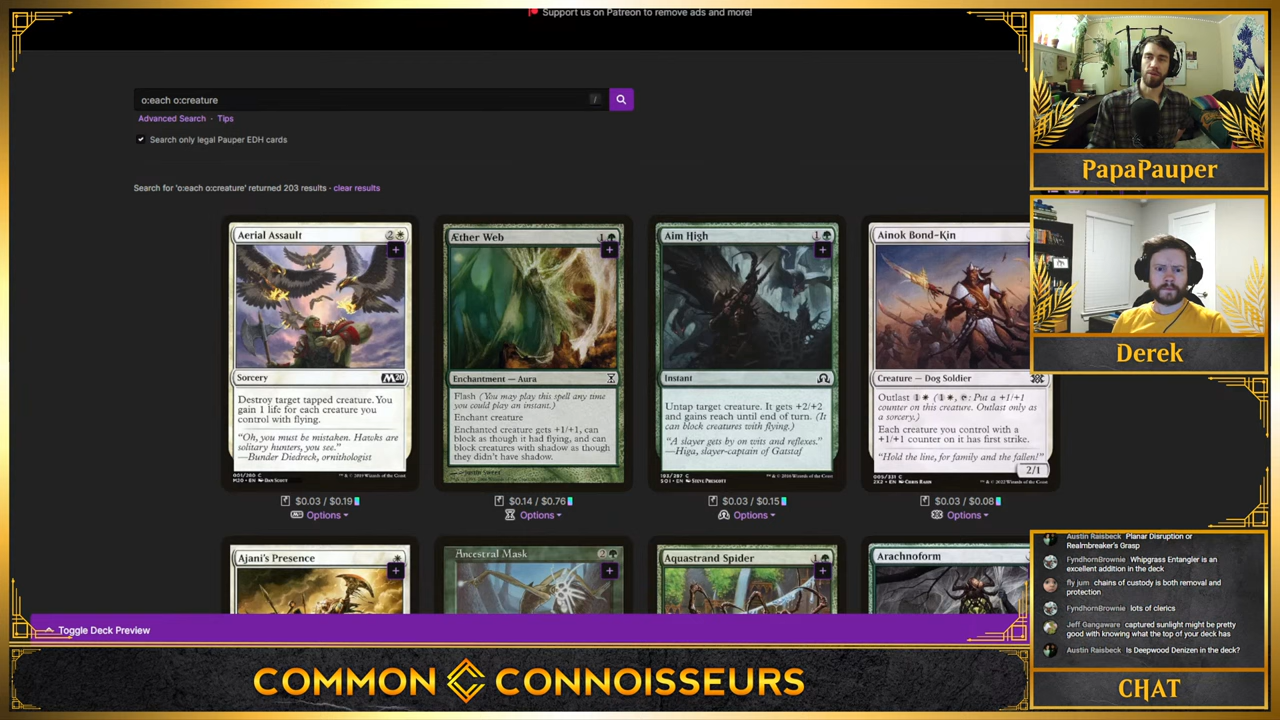 Support us on Patreon to remove ads and more!
o:each o:creature
/
Advanced Search · Tips
Search only legal Pauper EDH cards
Search for 'o:each o:creature' returned 203 results · clear results
Aerial Assault
2
Sorcery
M20
Destroy target tapped creature. You
gain 1 life for each creature you
control with flying.
"Oh, you must be mistaken. Hawks are
solitary hunters, you see."
—Bunder Diedreck, ornithologist
$0.03 / $0.19
Options
Æther Web
1
Enchantment — Aura
Flash (You may play this spell any time
you could play an instant.)
Enchant creature
Enchanted creature gets +1/+1, can
block as though it had flying, and can
block creatures with shadow as though
they didn't have shadow.
$0.14 / $0.76
Options
Aim High
1
Instant
Untap target creature. It gets +2/+2
and gains reach until end of turn. (It
can block creatures with flying.)
"A slayer gets by on wits and reflexes."
—Higa, slayer-captain of Gatstaf
$0.03 / $0.15
Options
Ainok Bond-Kin
Creature — Dog Soldier
Outlast 1 (1, : Put a +1/+1
counter on this creature. Outlast only as
a sorcery.)
Each creature you control with a
+1/+1 counter on it has first strike.
"Hold the line, for family and the fallen!"
2/1
$0.03 / $0.08
Options
Ajani's Presence
Ancestral Mask
2
Aquastrand Spider
1
Arachnoform
Toggle Deck Preview
COMMON CONNOISSEURS
PapaPauper
Derek
Austin Raisbeck Planar Disruption or
Realmbreaker's Grasp
FyndhornBrownie Whipgrass Entangler is an
excellent addition in the deck
fly jum chains of custody is both removal and
protection
FyndhornBrownie lots of clerics
Jeff Gangaware captured sunlight might be pretty
good with knowing what the top of your deck has
Austin Raisbeck Is Deepwood Denizen in the deck?
CHAT